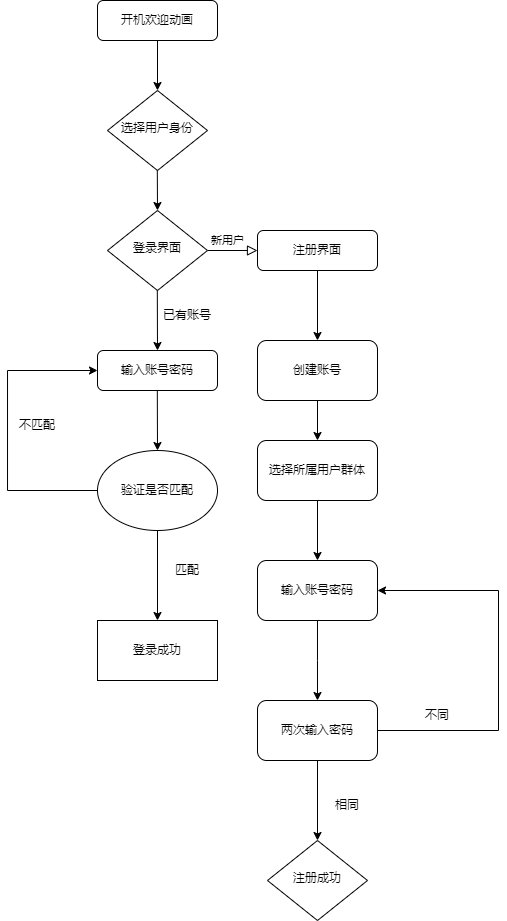 开机欢迎动画
选择用户身份
登录界面
新用户
注册界面
已有账号
输入账号密码
创建账号
不匹配
选择所属用户群体
验证是否匹配
匹配
输入账号密码
登录成功
不同
两次输入密码
相同
注册成功